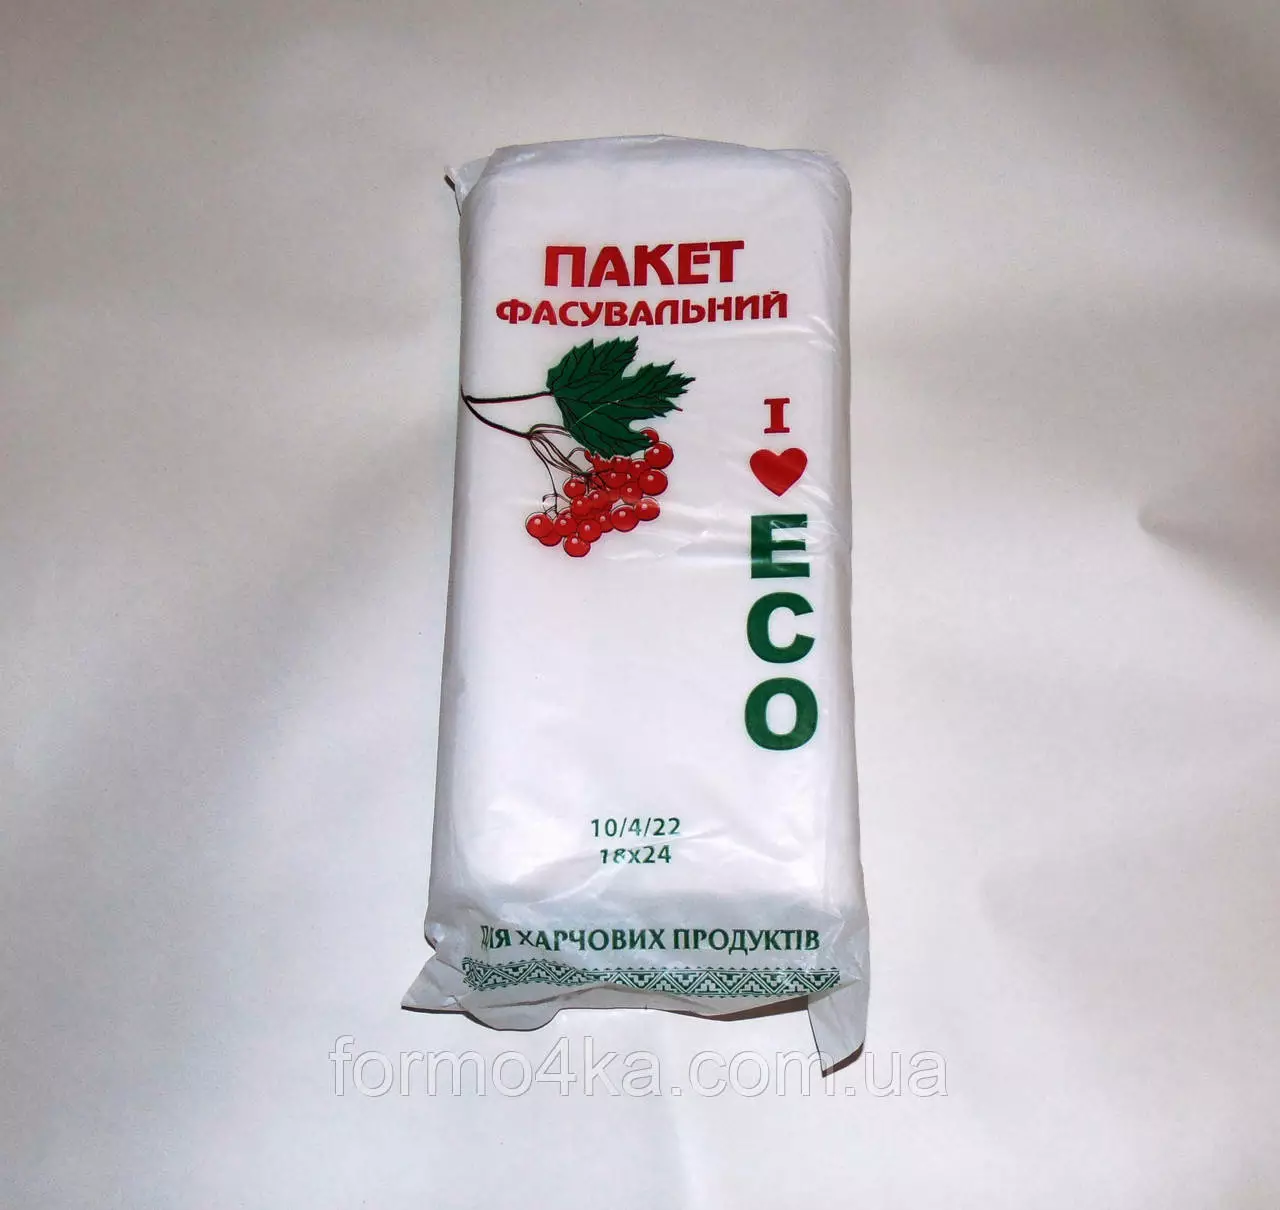 ПАКЕТ
ФАСУВАЛЬНИЙ
I
ECO
10/4/22
18x24
ДЛЯ ХАРЧОВИХ ПРОДУКТІВ
formo4ka.com.ua